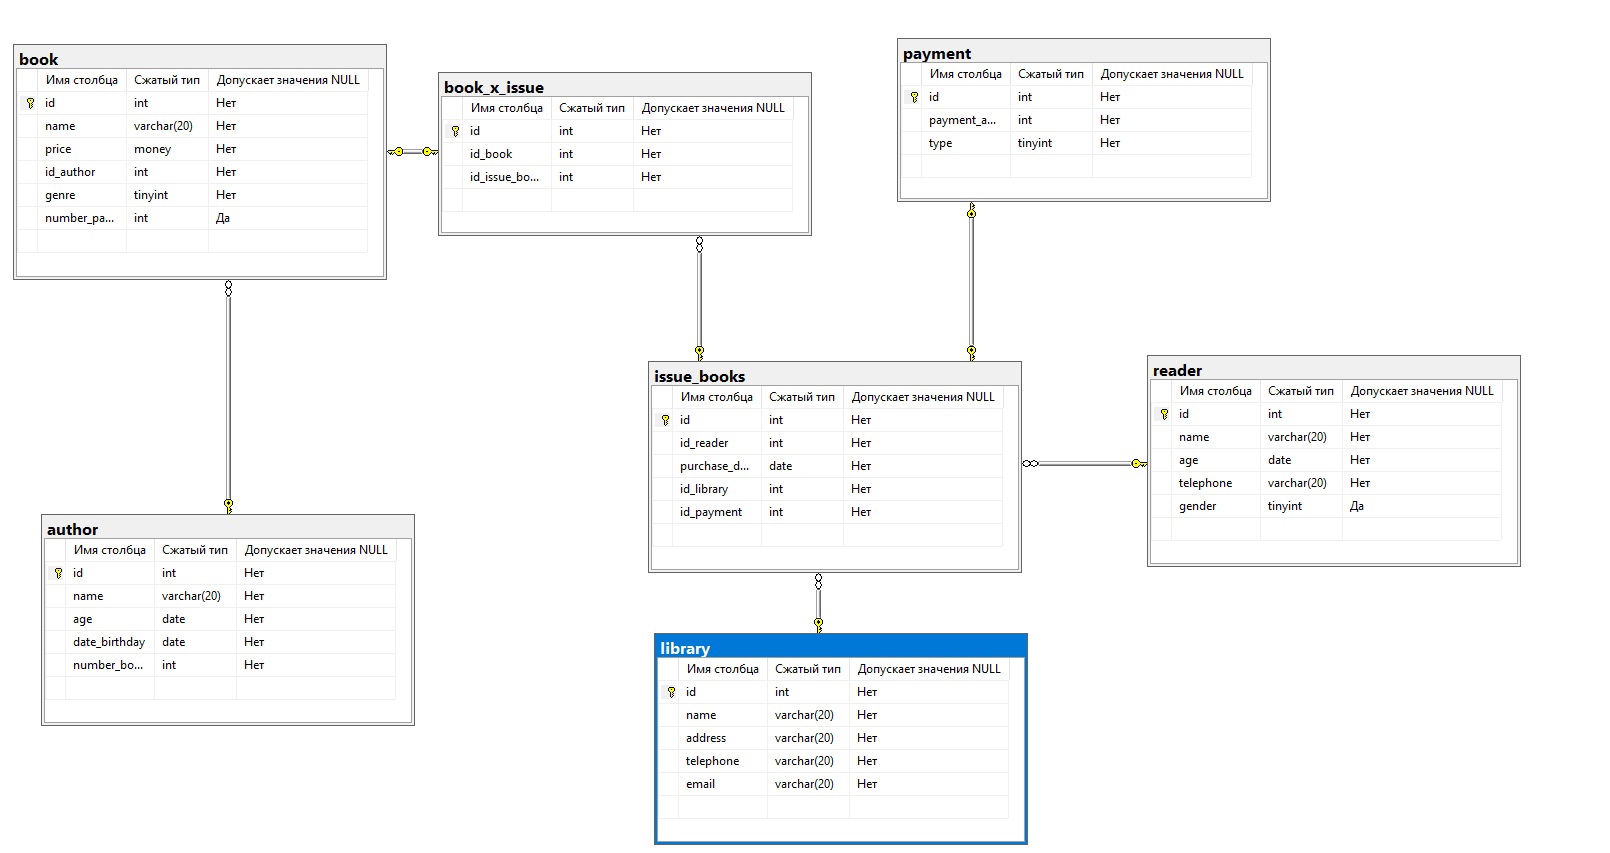 book
Имя столбца Сжатый тип Допускает значения NULL
id int Нет
name varchar(20) Нет
price money Нет
id_author int Нет
genre tinyint Нет
number_pa... int Да
book_x_issue
Имя столбца Сжатый тип Допускает значения NULL
id int Нет
id_book int Нет
id_issue_bo... int Нет
payment
Имя столбца Сжатый тип Допускает значения NULL
id int Нет
payment_a... int Нет
type tinyint Нет
issue_books
Имя столбца Сжатый тип Допускает значения NULL
id int Нет
id_reader int Нет
purchase_d... date Нет
id_library int Нет
id_payment int Нет
reader
Имя столбца Сжатый тип Допускает значения NULL
id int Нет
name varchar(20) Нет
age date Нет
telephone varchar(20) Нет
gender tinyint Да
author
Имя столбца Сжатый тип Допускает значения NULL
id int Нет
name varchar(20) Нет
age date Нет
date_birthday date Нет
number_bo... int Нет
library
Имя столбца Сжатый тип Допускает значения NULL
id int Нет
name varchar(20) Нет
address varchar(20) Нет
telephone varchar(20) Нет
email varchar(20) Нет